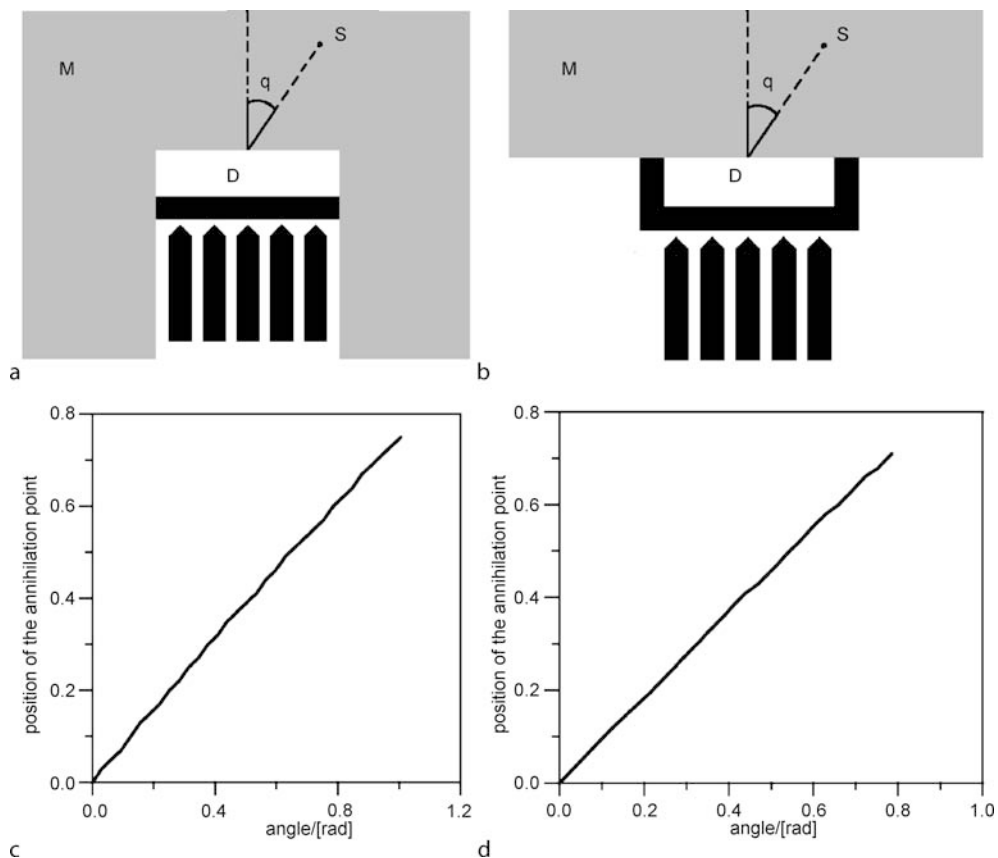 S
M
q
D
a
S
M
q
D
b
0.8
0.6
0.4
0.2
0.0
position of the annihilation point
0.0 0.4 0.8 1.2
angle/[rad]
c
0.8
0.6
0.4
0.2
0.0
position of the annihilation point
0.0 0.2 0.4 0.6 0.8 1.0
angle/[rad]
d